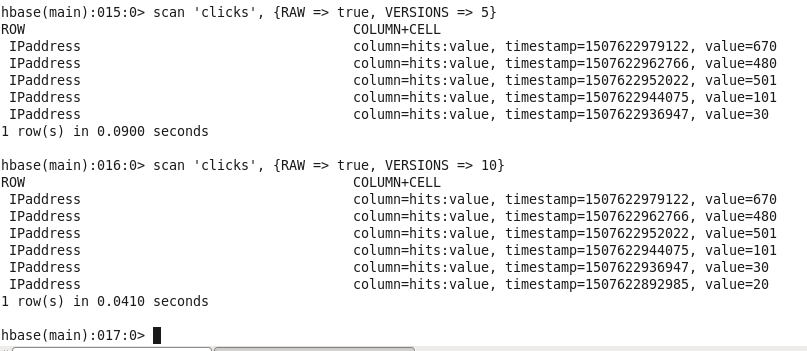 hbase(main):015:0> scan 'clicks', {RAW => true, VERSIONS => 5}
ROW COLUMN+CELL
IPaddress column=hits:value, timestamp=1507622979122, value=670
IPaddress column=hits:value, timestamp=1507622962766, value=480
IPaddress column=hits:value, timestamp=1507622952022, value=501
IPaddress column=hits:value, timestamp=1507622944075, value=101
IPaddress column=hits:value, timestamp=1507622936947, value=30
1 row(s) in 0.0900 seconds
hbase(main):016:0> scan 'clicks', {RAW => true, VERSIONS => 10}
ROW COLUMN+CELL
IPaddress column=hits:value, timestamp=1507622979122, value=670
IPaddress column=hits:value, timestamp=1507622962766, value=480
IPaddress column=hits:value, timestamp=1507622952022, value=501
IPaddress column=hits:value, timestamp=1507622944075, value=101
IPaddress column=hits:value, timestamp=1507622936947, value=30
IPaddress column=hits:value, timestamp=1507622892985, value=20
1 row(s) in 0.0410 seconds
hbase(main):017:0>